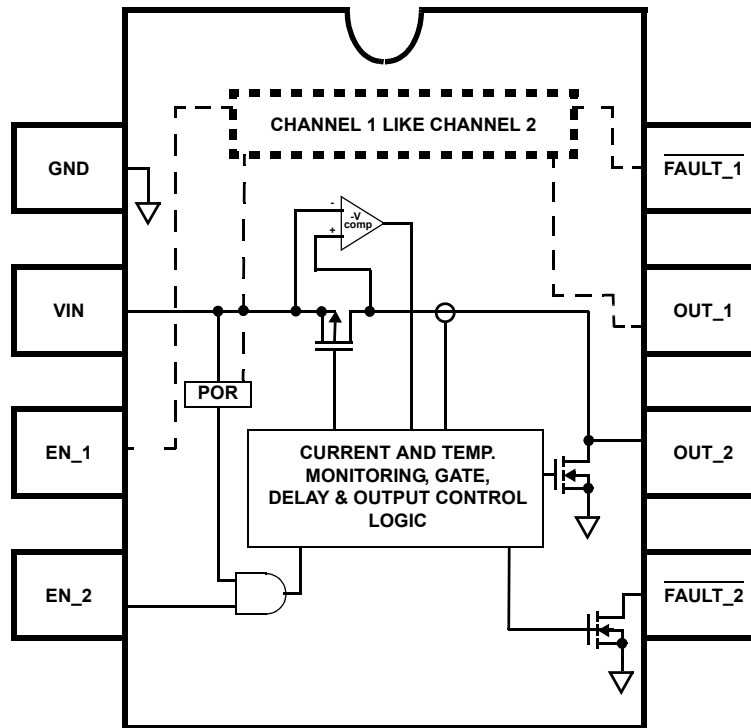 CHANNEL 1 LIKE CHANNEL 2
GND
FAULT_1
-
-V
comp
+
VIN
OUT_1
POR
EN_1
CURRENT AND TEMP.
MONITORING, GATE,
DELAY & OUTPUT CONTROL
LOGIC
OUT_2
EN_2
FAULT_2